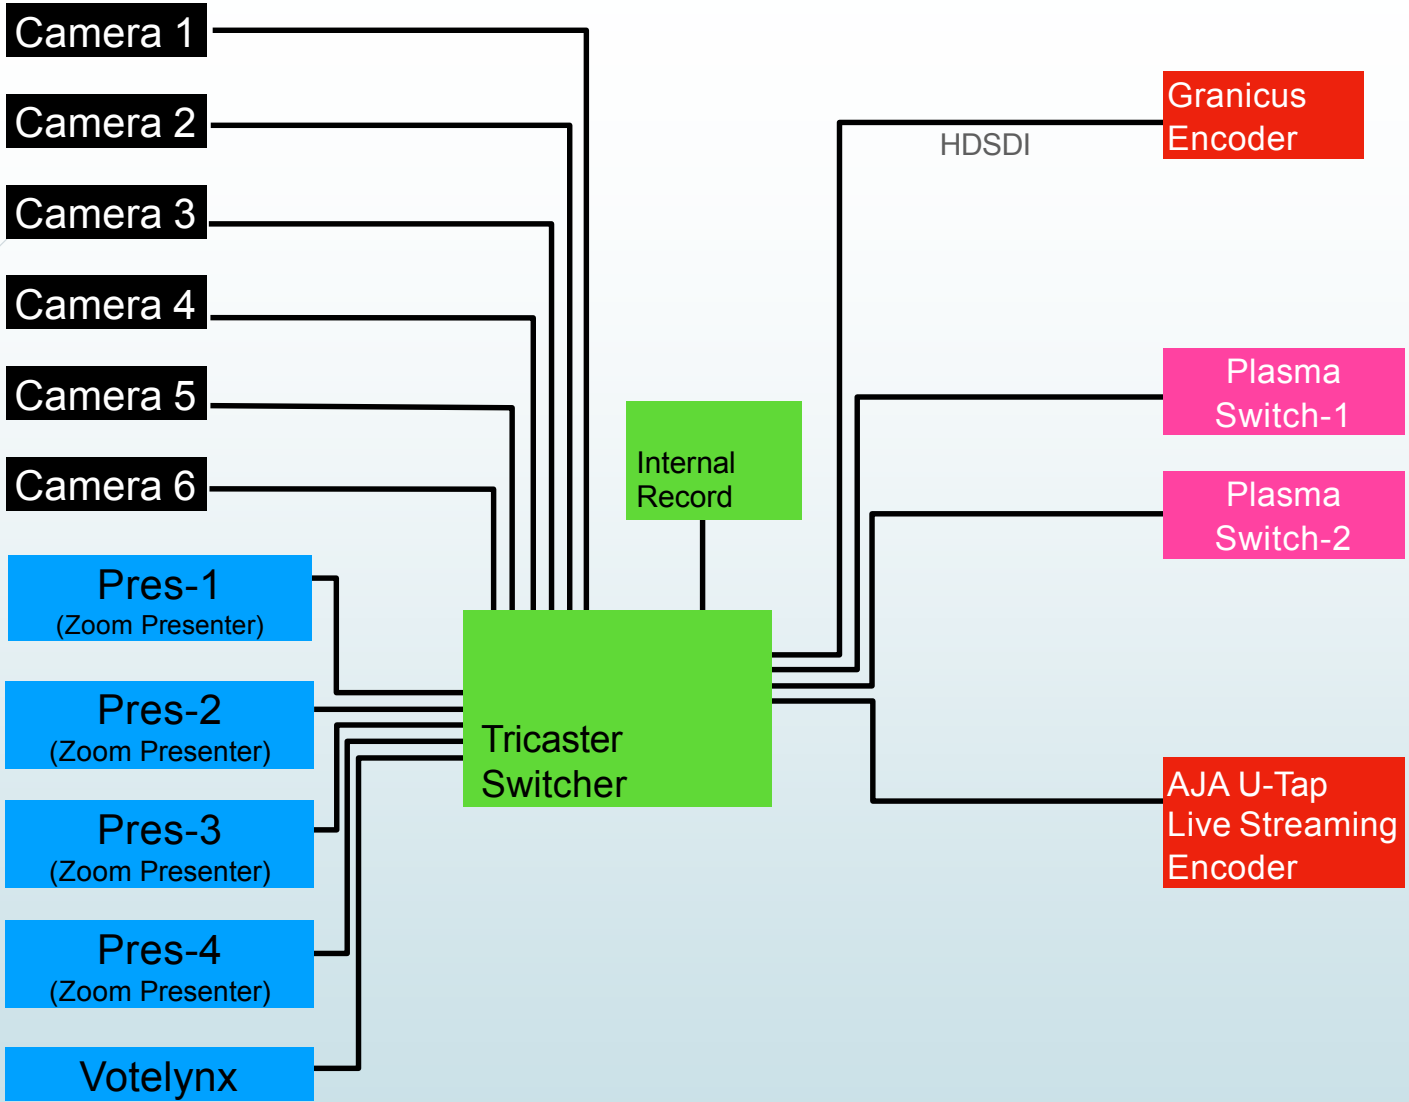 Camera 1
Camera 2
Camera 3
Camera 4
Camera 5
Camera 6
Pres-1
(Zoom Presenter)
Pres-2
(Zoom Presenter)
Pres-3
(Zoom Presenter)
Pres-4
(Zoom Presenter)
Votelynx
Internal
Record
Tricaster
Switcher
HDSDI
Granicus
Encoder
Plasma
Switch-1
Plasma
Switch-2
AJA U-Tap
Live Streaming
Encoder